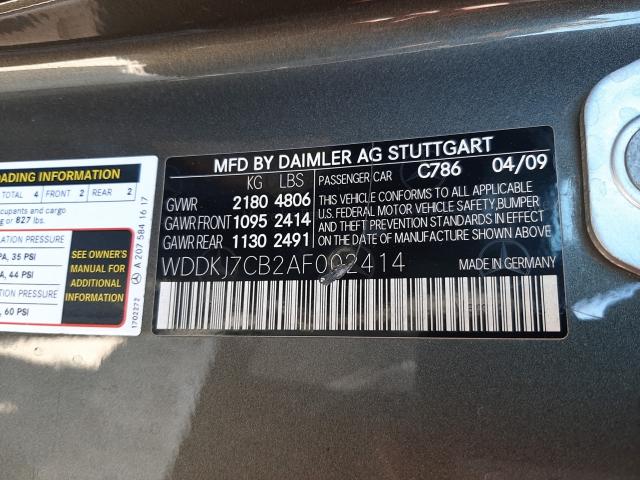 OADING INFORMATION
TOTAL 4 FRONT 2 REAR 2
cupants and cargo
g or 827 lbs.
ATION PRESSURE
PA, 35 PSI
A, 44 PSI
TION PRESSURE
, 60 PSI
SEE OWNER'S
MANUAL FOR
ADDITIONAL
INFORMATION
1702272 A 207 584 16 17
MFD BY DAIMLER AG STUTTGART
KG LBS PASSENGER CAR C786 04/09
GVWR 2180 4806
GAWR FRONT 1095 2414
GAWR REAR 1130 2491
THIS VEHICLE CONFORMS TO ALL APPLICABLE
U.S. FEDERAL MOTOR VEHICLE SAFETY,BUMPER
AND THEFT PREVENTION STANDARDS IN EFFECT
ON THE DATE OF MANUFACTURE SHOWN ABOVE.
WDDKJ7CB2AF002414 MADE IN GERMANY